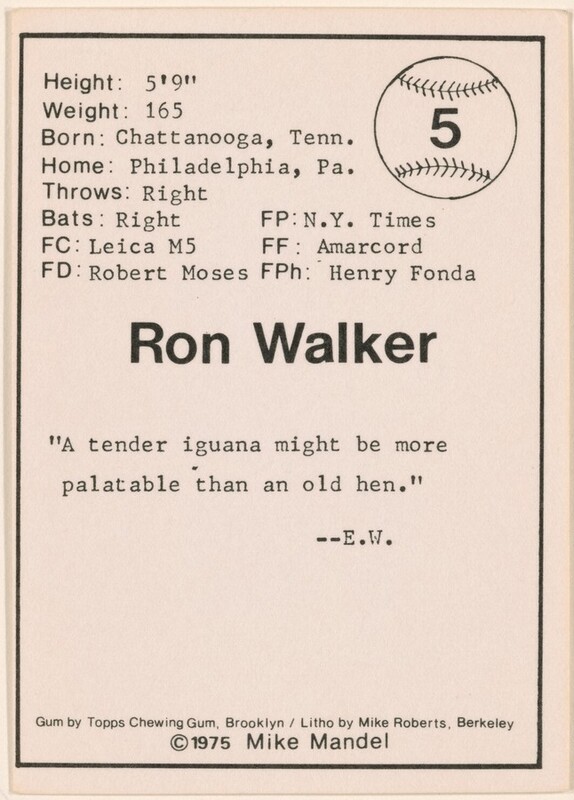 Height: 5'9"
5
Weight: 165
Born: Chattanooga, Tenn.
Home: Philadelphia, Pa.
Throws: Right
Bats: Right FP: N.Y. Times
FC: Leica M5 FF: Amarcord
FD: Robert Moses FPh: Henry Fonda
Ron Walker
"A tender iguana might be more
palatable than an old hen."
--E.W.
Gum by Topps Chewing Gum, Brooklyn / Litho by Mike Roberts, Berkeley
©1975 Mike Mandel